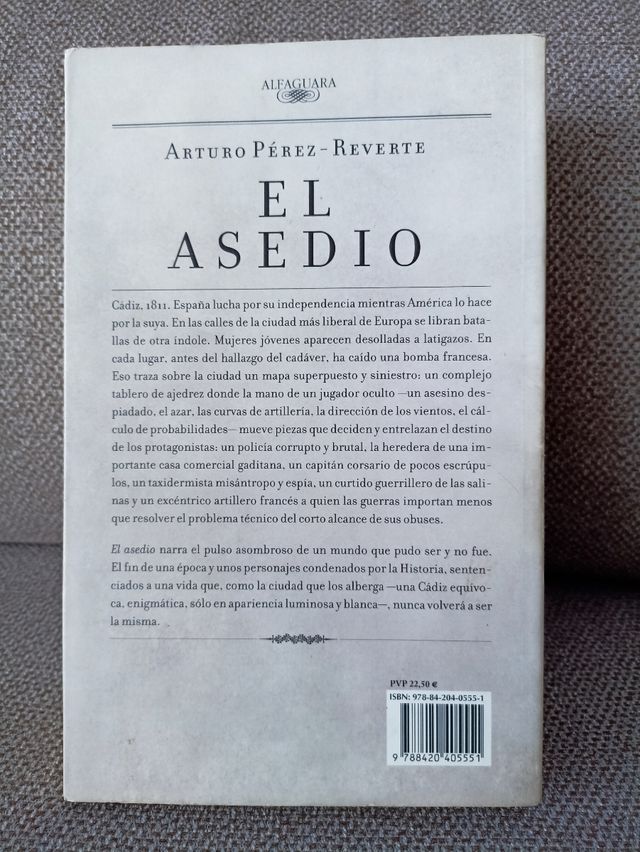 ALFAGUARA
ARTURO PÉREZ-REVERTE
EL
ASEDIO
Cádiz, 1811. España lucha por su independencia mientras América lo hace
por la suya. En las calles de la ciudad más liberal de Europa se libran bata-
llas de otra índole. Mujeres jóvenes aparecen desolladas a latigazos. En
cada lugar, antes del hallazgo del cadáver, ha caído una bomba francesa.
Eso traza sobre la ciudad un mapa superpuesto y siniestro: un complejo
tablero de ajedrez donde la mano de un jugador oculto —un asesino des-
piadado, el azar, las curvas de artillería, la dirección de los vientos, el cál-
culo de probabilidades— mueve piezas que deciden y entrelazan el destino
de los protagonistas: un policía corrupto y brutal, la heredera de una im-
portante casa comercial gaditana, un capitán corsario de pocos escrúpu-
los, un taxidermista misántropo y espía, un curtido guerrillero de las sali-
nas y un excéntrico artillero francés a quien las guerras importan menos
que resolver el problema técnico del corto alcance de sus obuses.
El asedio narra el pulso asombroso de un mundo que pudo ser y no fue.
El fin de una época y unos personajes condenados por la Historia, senten-
ciados a una vida que, como la ciudad que los alberga —una Cádiz equívo-
ca, enigmática, sólo en apariencia luminosa y blanca—, nunca volverá a ser
la misma.
PVP 22,50 €
ISBN: 978-84-204-0555-1
9 788420 405551